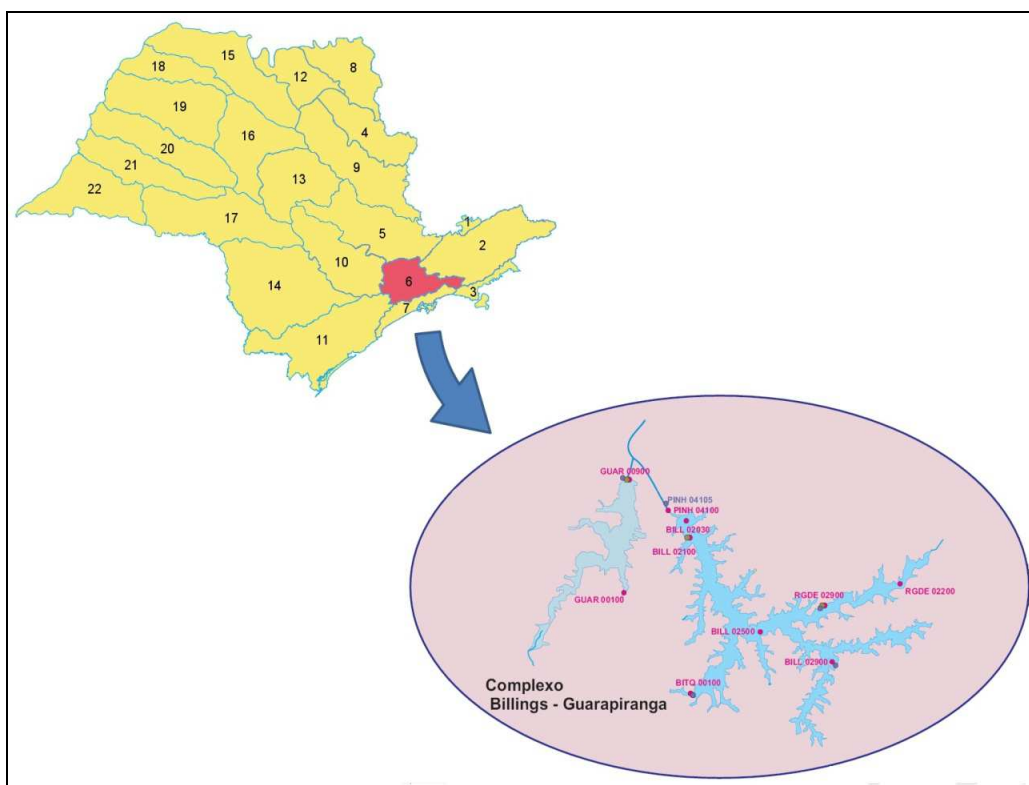 15
18
12
8
19
16
4
20
9
21
13
22
17
1
5
2
10
6
14
3
7
11
GUAR 00900
PINH 04105
PINH 04100
BILL 02030
BILL 02100
RGDE 02200
GUAR 00100
RGDE 02900
BILL 02500
BILL 02900
BITQ 00100
Complexo
Billings - Guarapiranga